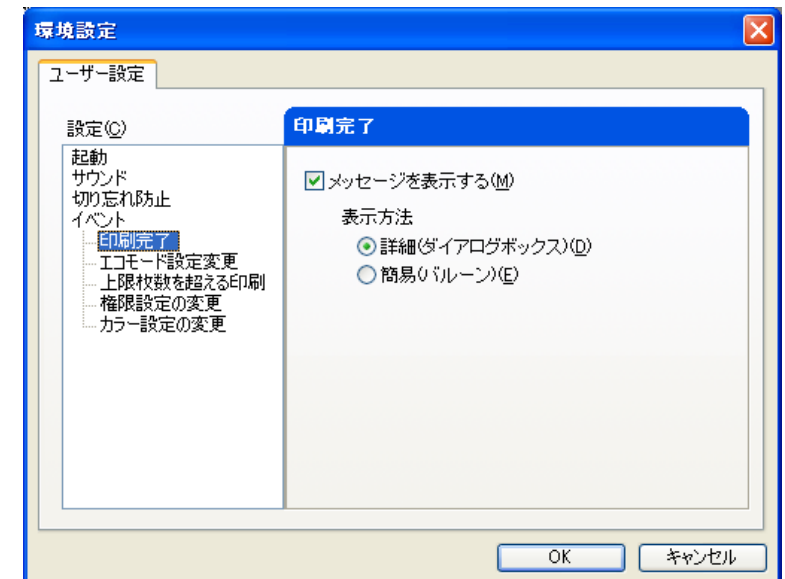 環境設定
ユーザー設定
設定(C)
起動
サウンド
切り忘れ防止
イベント
印刷完了
エコモード設定変更
上限枚数を超える印刷
権限設定の変更
カラー設定の変更
印刷完了
メッセージを表示する(M)
表示方法
詳細(ダイアログボックス)(D)
簡易(バルーン)(E)
OK
キャンセル